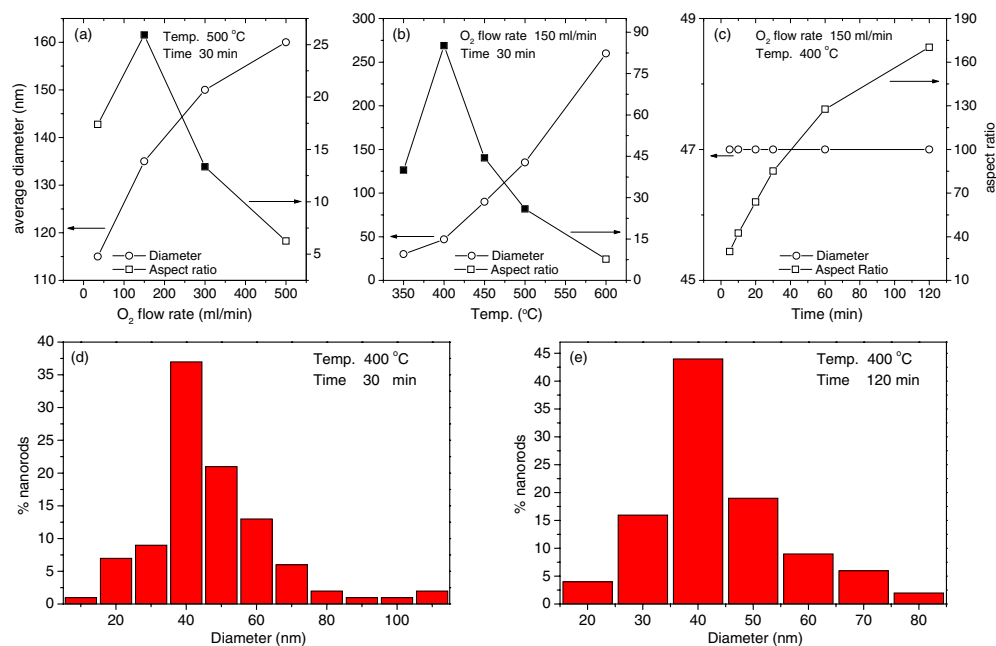 (a)
Temp. 500 °C
Time 30 min
160
150
140
130
120
110
25
20
15
10
5
average diameter (nm)
Diameter
Aspect ratio
0 100 200 300 400 500
O2 flow rate (ml/min)
(b)
O2 flow rate 150 ml/min
Time 30 min
300
250
200
150
100
50
0
90
75
60
45
30
15
0
Diameter
Aspect ratio
350 400 450 500 550 600
Temp. (°C)
(c)
O2 flow rate 150 ml/min
Temp. 400 °C
49
48
47
46
45
190
160
130
100
70
40
10
aspect ratio
Diameter
Aspect Ratio
0 20 40 60 80 100 120
Time (min)
(d)
Temp. 400 °C
Time 30 min
40
35
30
25
20
15
10
5
0
% nanorods
20 40 60 80 100
Diameter (nm)
(e)
Temp. 400 °C
Time 120 min
45
40
35
30
25
20
15
10
5
0
% nanorods
20 30 40 50 60 70 80
Diameter (nm)